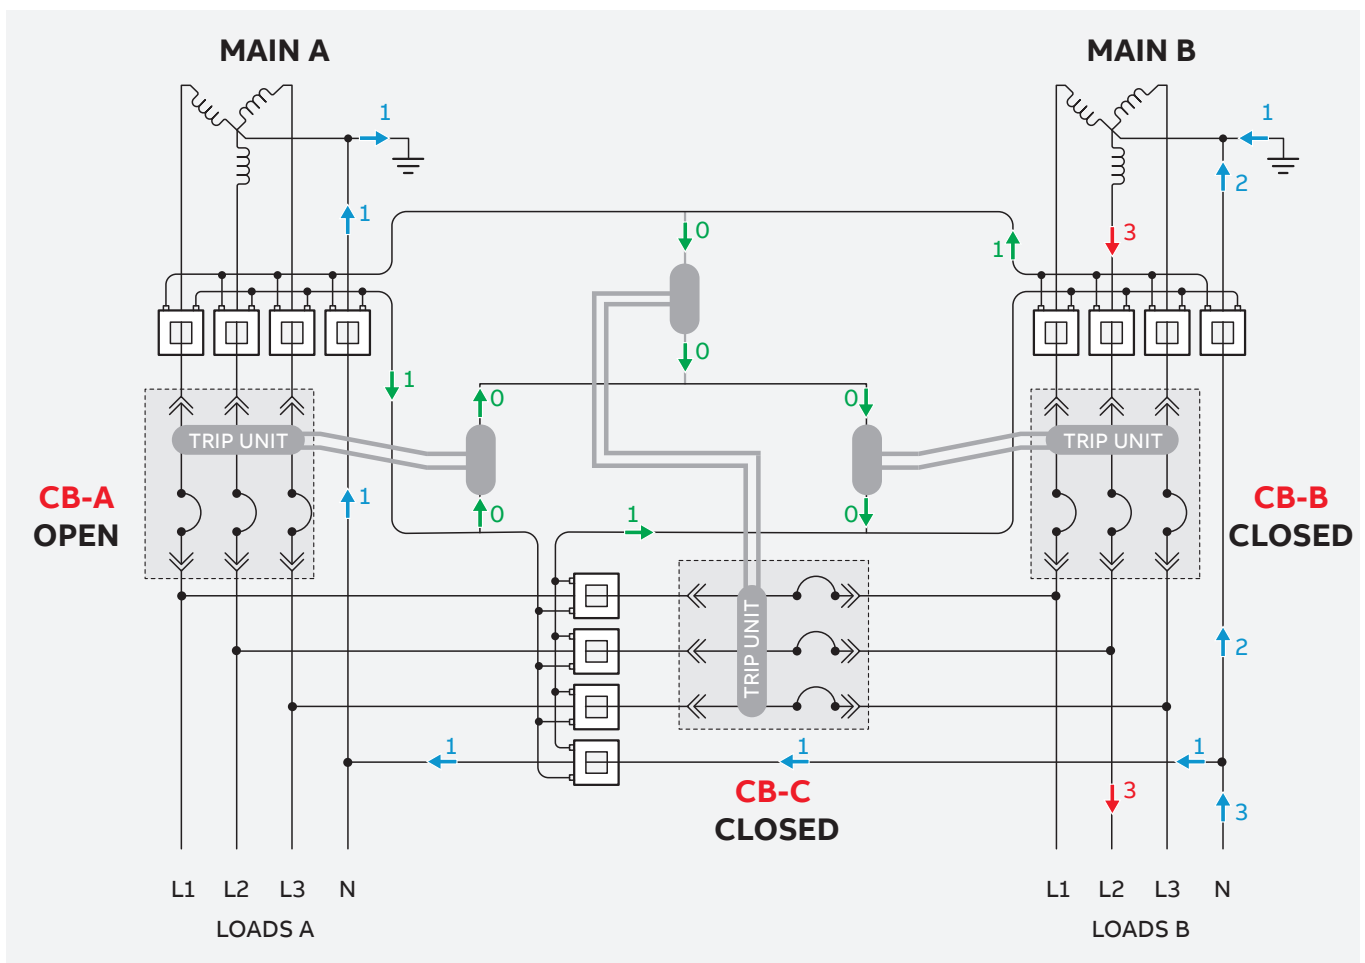 MAIN A
MAIN B
1
1
1
2
1
0
1
3
0
1
0
0
TRIP UNIT
TRIP UNIT
CB-A
OPEN
1
0
1
0
CB-B
CLOSED
TRIP UNIT
2
1
1
1
CB-C
CLOSED
3
3
L1 L2 L3 N
L1 L2 L3 N
LOADS A
LOADS B